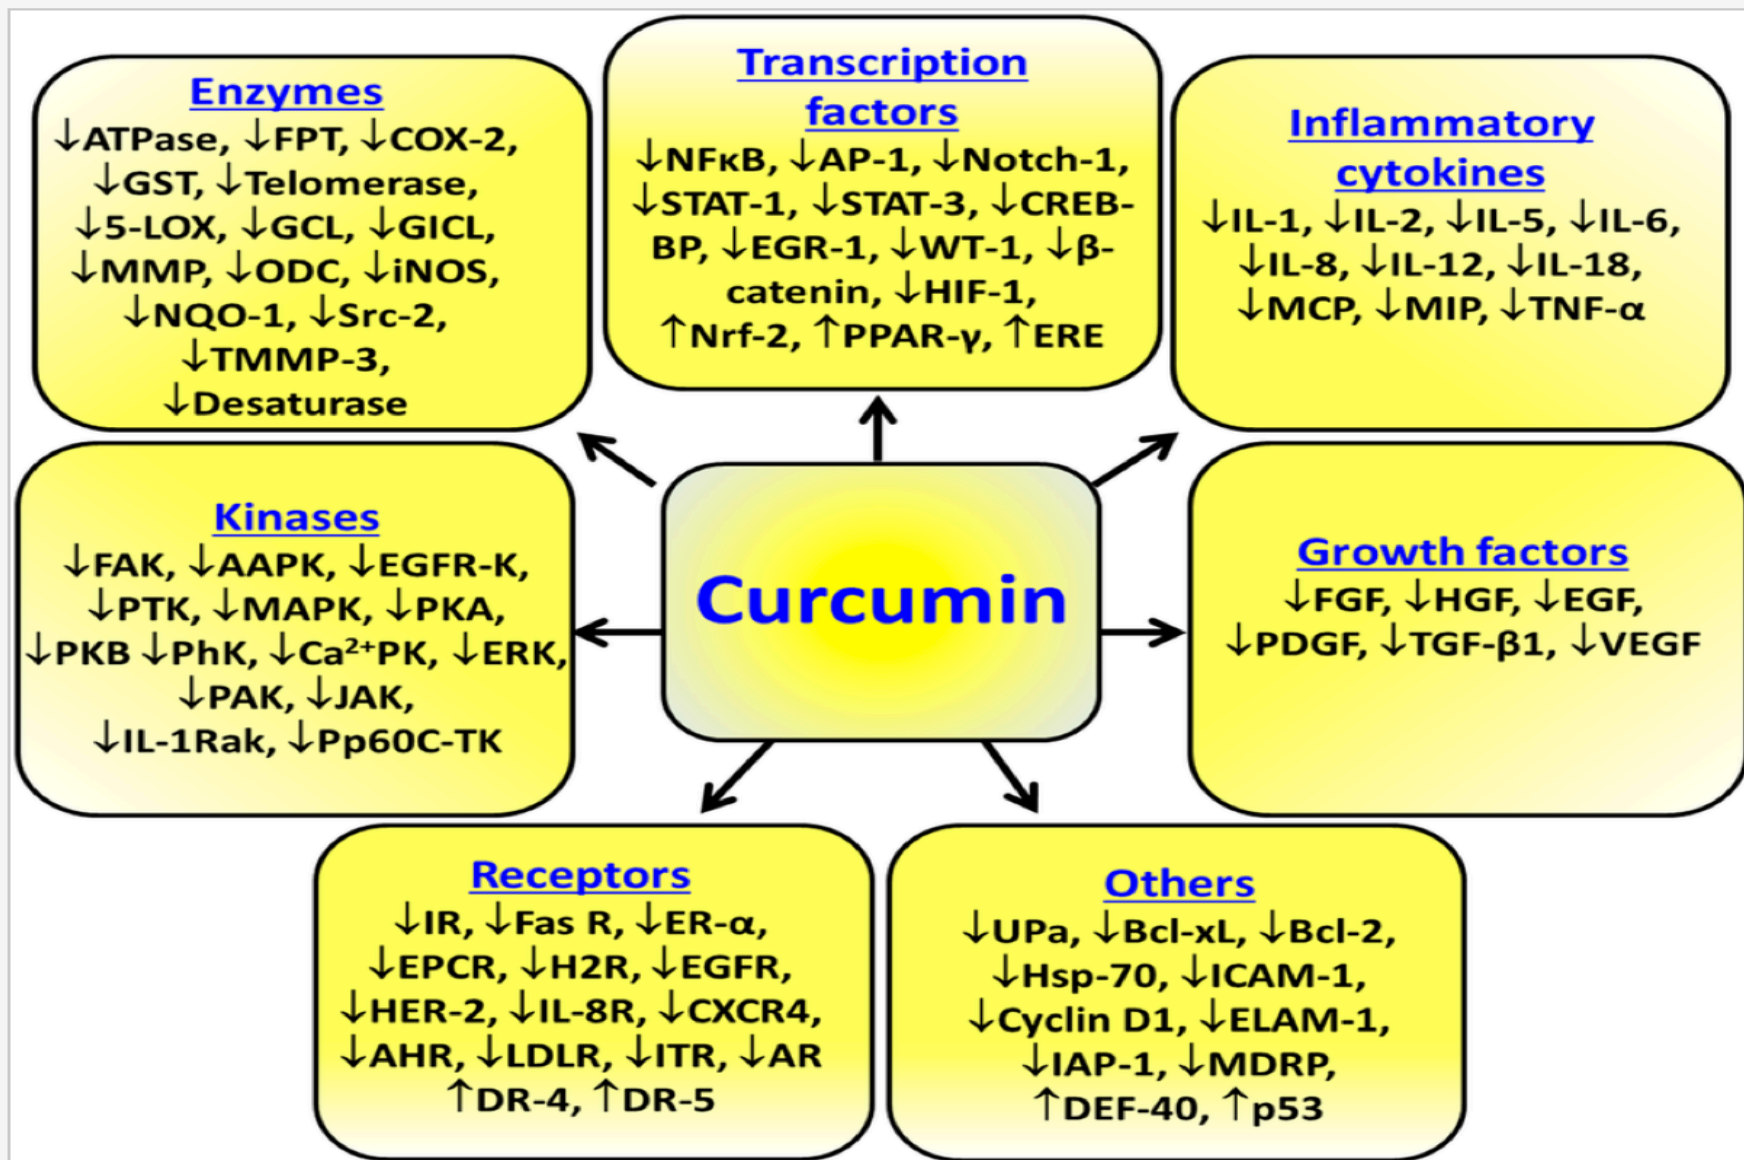 Enzymes
↓ATPase, ↓FPT, ↓COX-2,
↓GST, ↓Telomerase,
↓5-LOX, ↓GCL, ↓GICL,
↓MMP, ↓ODC, ↓iNOS,
↓NQO-1, ↓Src-2,
↓TMMP-3,
↓Desaturase
Transcription
factors
↓NFκB, ↓AP-1, ↓Notch-1,
↓STAT-1, ↓STAT-3, ↓CREB-
BP, ↓EGR-1, ↓WT-1, ↓β-
catenin, ↓HIF-1,
↑Nrf-2, ↑PPAR-γ, ↑ERE
Inflammatory
cytokines
↓IL-1, ↓IL-2, ↓IL-5, ↓IL-6,
↓IL-8, ↓IL-12, ↓IL-18,
↓MCP, ↓MIP, ↓TNF-α
Kinases
↓FAK, ↓AAPK, ↓EGFR-K,
↓PTK, ↓MAPK, ↓PKA,
↓PKB ↓PhK, ↓Ca²⁺PK, ↓ERK,
↓PAK, ↓JAK,
↓IL-1Rak, ↓Pp60C-TK
Curcumin
Growth factors
↓FGF, ↓HGF, ↓EGF,
↓PDGF, ↓TGF-β1, ↓VEGF
Receptors
↓IR, ↓Fas R, ↓ER-α,
↓EPCR, ↓H2R, ↓EGFR,
↓HER-2, ↓IL-8R, ↓CXCR4,
↓AHR, ↓LDLR, ↓ITR, ↓AR
↑DR-4, ↑DR-5
Others
↓UPa, ↓Bcl-xL, ↓Bcl-2,
↓Hsp-70, ↓ICAM-1,
↓Cyclin D1, ↓ELAM-1,
↓IAP-1, ↓MDRP,
↑DEF-40, ↑p53